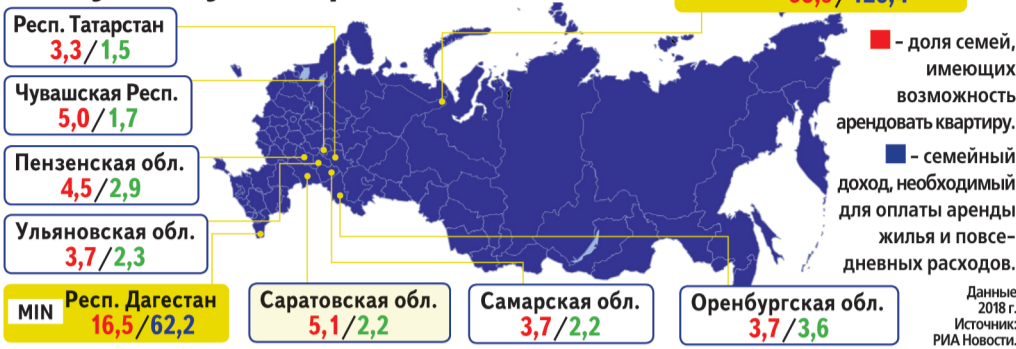 Респ. Татарстан
3,3/1,5
Чувашская Респ.
5,0/1,7
Пензенская обл.
4,5/2,9
Ульяновская обл.
3,7/2,3
MIN
Респ. Дагестан
16,5/62,2
Саратовская обл.
5,1/2,2
Самарская обл.
3,7/2,2
Оренбургская обл.
3,7/3,6
– доля семей,
имеющих
возможность
арендовать квартиру.
– семейный
доход, необходимый
для оплаты аренды
жилья и повсе-
дневных расходов.
Данные
2018 г.
Источник:
РИА Новости.